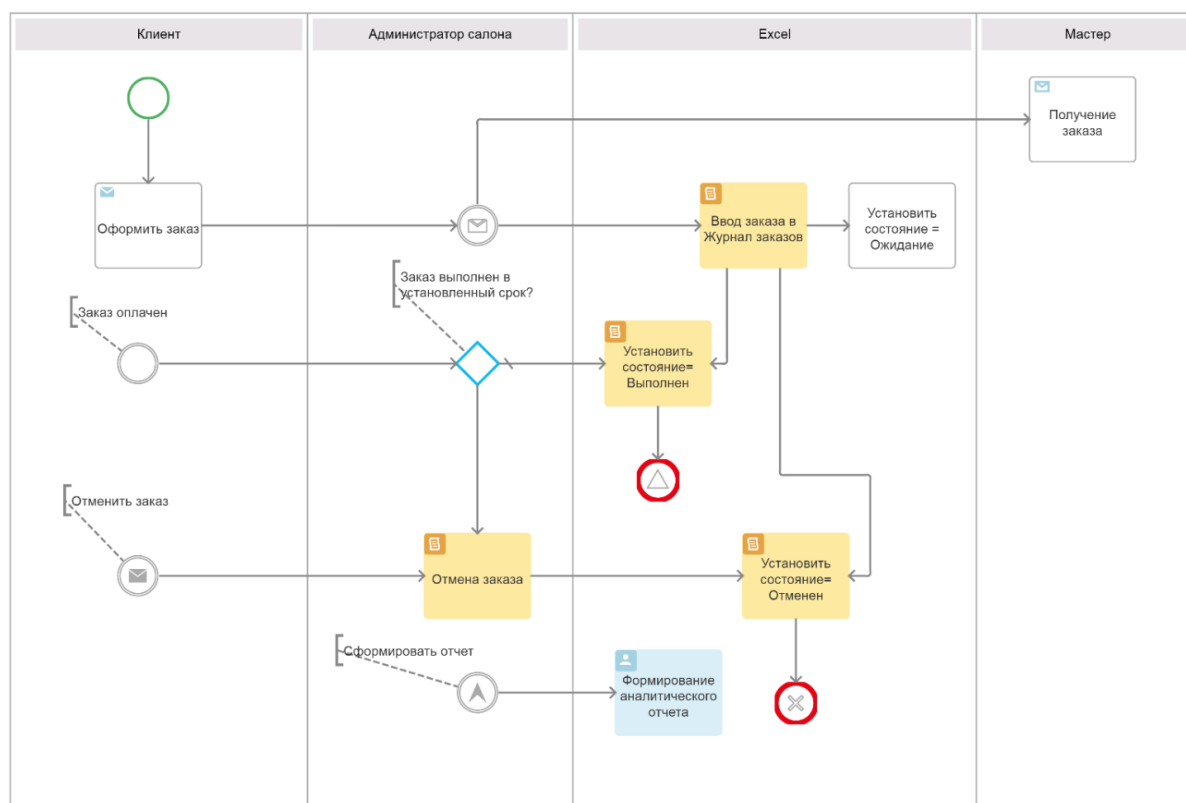 Клиент
Администратор салона
Excel
Мастер
Получение
заказа
Оформить заказ
Ввод заказа в
Журнал заказов
Установить
состояние =
Ожидание
Заказ выполнен в
установленный срок?
Заказ оплачен
Установить
состояние=
Выполнен
Отменить заказ
Отмена заказа
Установить
состояние=
Отменен
Сформировать отчет
Формирование
аналитического
отчета